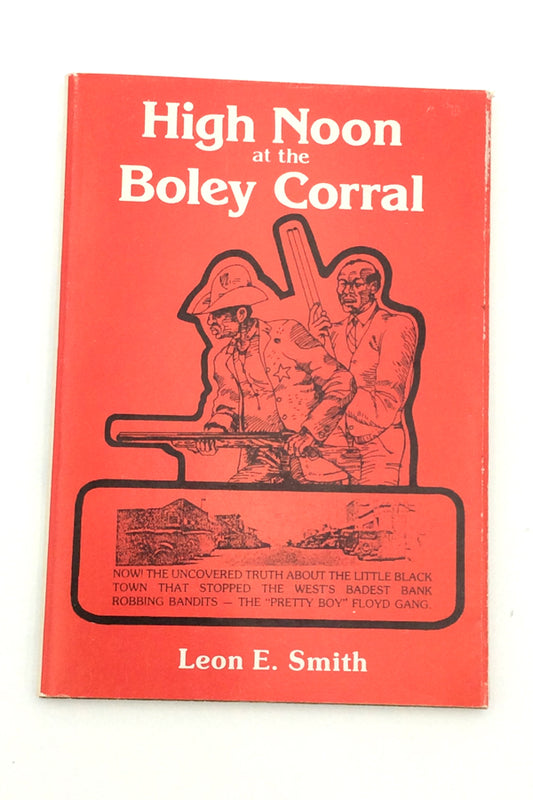 High Noon
at the
Boley Corral
NOW! THE UNCOVERED TRUTH ABOUT THE LITTLE BLACK
TOWN THAT STOPPED THE WEST'S BADEST BANK
ROBBING BANDITS — THE "PRETTY BOY" FLOYD GANG.
Leon E. Smith